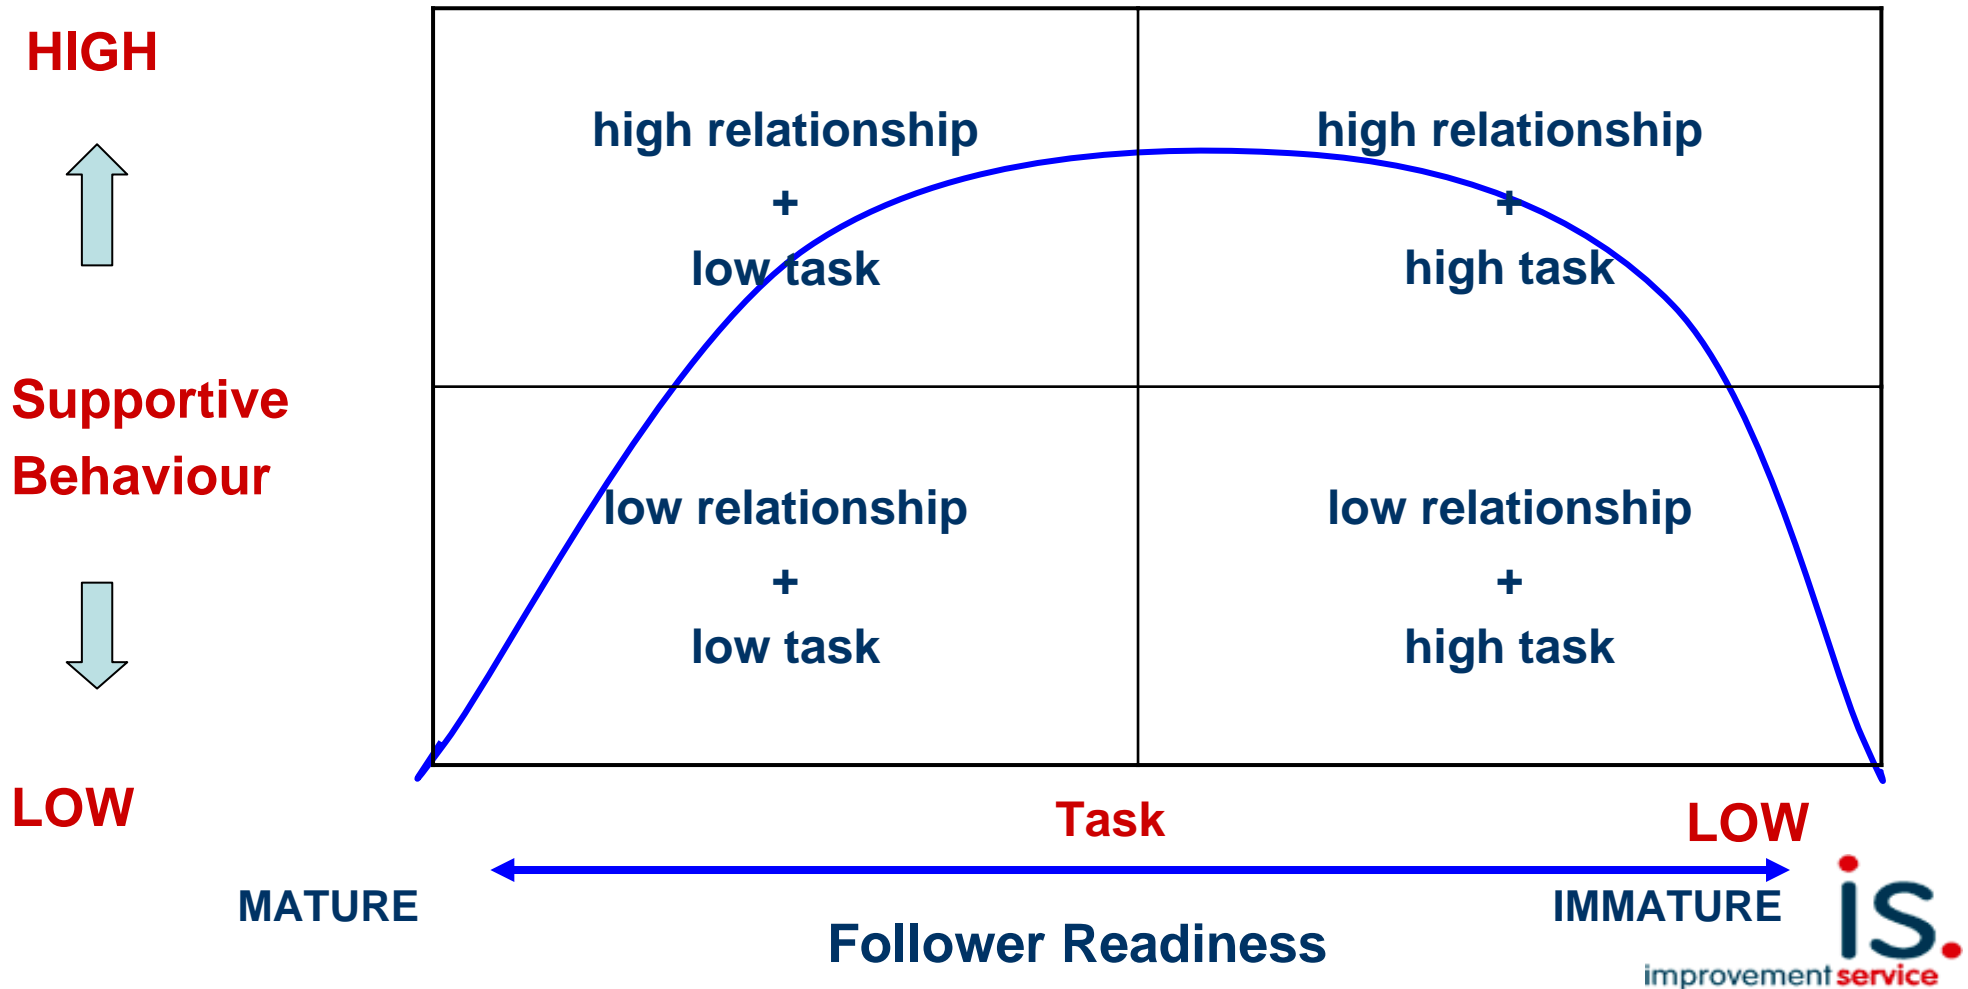 HIGH
high relationship
+
low task
high relationship
+
high task
Supportive
Behaviour
low relationship
+
low task
low relationship
+
high task
LOW
Task
LOW
MATURE
IMMATURE
Follower Readiness
is.
improvement service